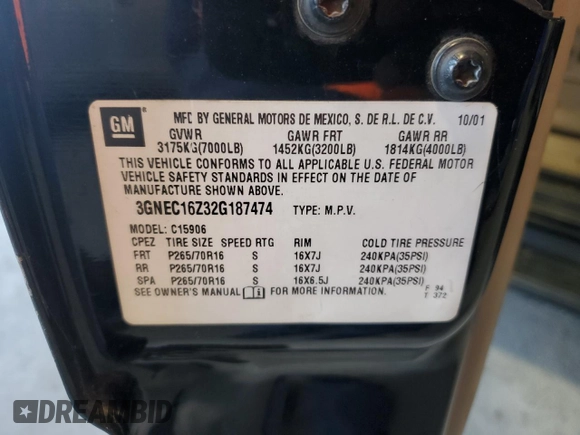 GM ® MFD BY GENERAL MOTORS DE MEXICO, S. DE R.L. DE C.V. 10/01
GVWR GAWR FRT GAWR RR
3175KG(7000LB) 1452KG(3200LB) 1814KG(4000LB)
THIS VEHICLE CONFORMS TO ALL APPLICABLE U.S. FEDERAL MOTOR
VEHICLE SAFETY STANDARDS IN EFFECT ON THE DATE OF
MANUFACTURE SHOWN ABOVE.
3GNEC16Z32G187474 TYPE: M.P.V.
MODEL: C15906
CPEZ TIRE SIZE SPEED RTG RIM COLD TIRE PRESSURE
FRT P265/70R16 S 16X7J 240KPA(35PSI)
RR P265/70R16 S 16X7J 240KPA(35PSI)
SPA P265/70R16 S 16X6.5J 240KPA(35PSI)
SEE OWNER'S MANUAL FOR MORE INFORMATION. F 94
T 372
DREAMBID